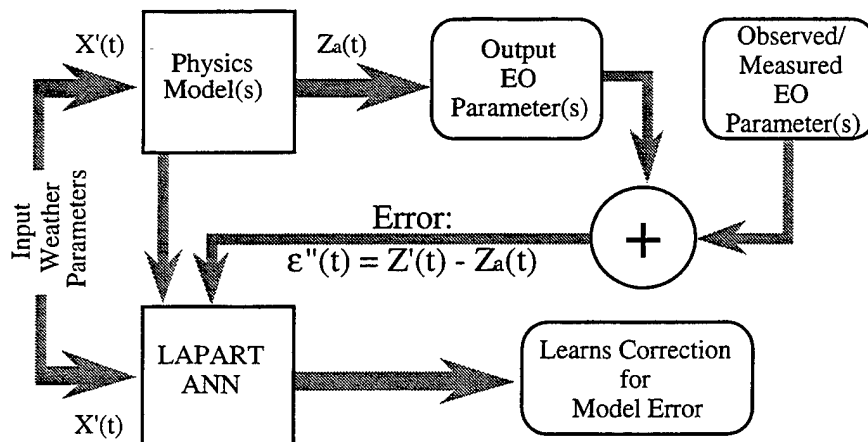 X'(t)
Physics
Model(s)
Za(t)
Output
EO
Parameter(s)
Observed/
Measured
EO
Parameter(s)
Input
Weather
Parameters
Error:
ε"(t) = Z'(t) - Za(t)
+
LAPART
ANN
X'(t)
Learns Correction
for
Model Error